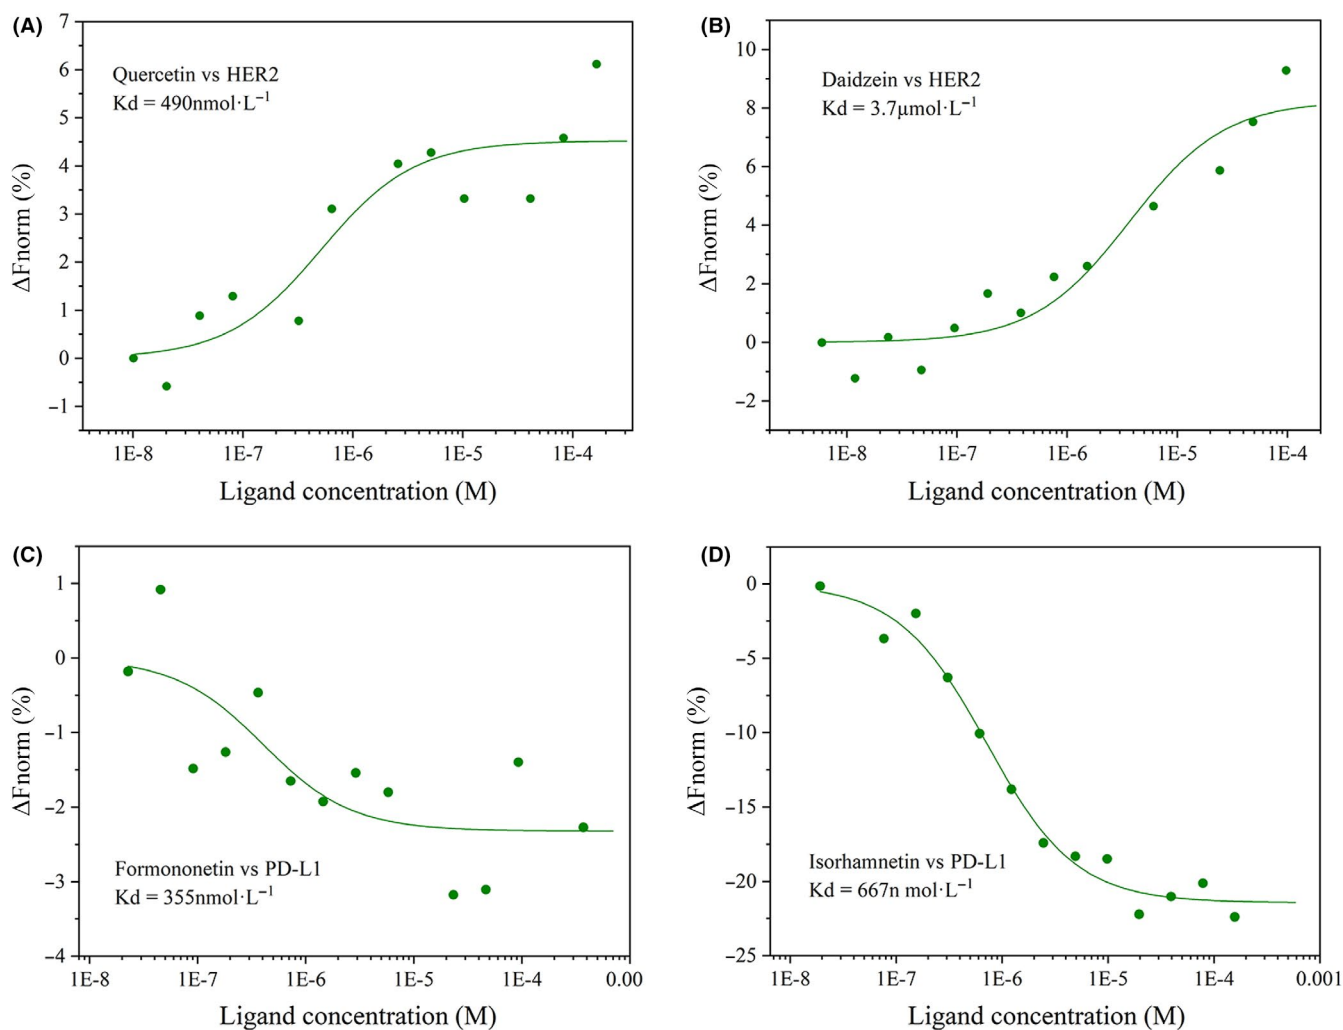 (A)
7
6
5
4
3
2
1
0
−1
ΔFnorm (%)
Quercetin vs HER2
Kd = 490nmol·L⁻¹
1E-8 1E-7 1E-6 1E-5 1E-4
Ligand concentration (M)
(B)
10
8
6
4
2
0
−2
ΔFnorm (%)
Daidzein vs HER2
Kd = 3.7μmol·L⁻¹
1E-8 1E-7 1E-6 1E-5 1E-4
Ligand concentration (M)
(C)
1
0
−1
−2
−3
−4
ΔFnorm (%)
Formononetin vs PD-L1
Kd = 355nmol·L⁻¹
1E-8 1E-7 1E-6 1E-5 1E-4 0.00
Ligand concentration (M)
(D)
0
−5
−10
−15
−20
−25
ΔFnorm (%)
Isorhamnetin vs PD-L1
Kd = 667n mol·L⁻¹
1E-8 1E-7 1E-6 1E-5 1E-4 0.001
Ligand concentration (M)